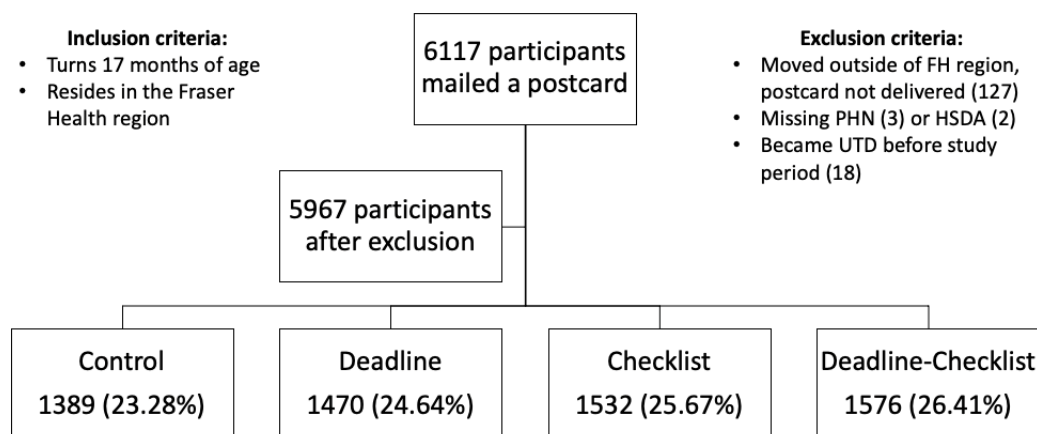 Inclusion criteria:
• Turns 17 months of age
• Resides in the Fraser
Health region
6117 participants
mailed a postcard
Exclusion criteria:
• Moved outside of FH region,
postcard not delivered (127)
• Missing PHN (3) or HSDA (2)
• Became UTD before study
period (18)
5967 participants
after exclusion
Control
1389 (23.28%)
Deadline
1470 (24.64%)
Checklist
1532 (25.67%)
Deadline-Checklist
1576 (26.41%)